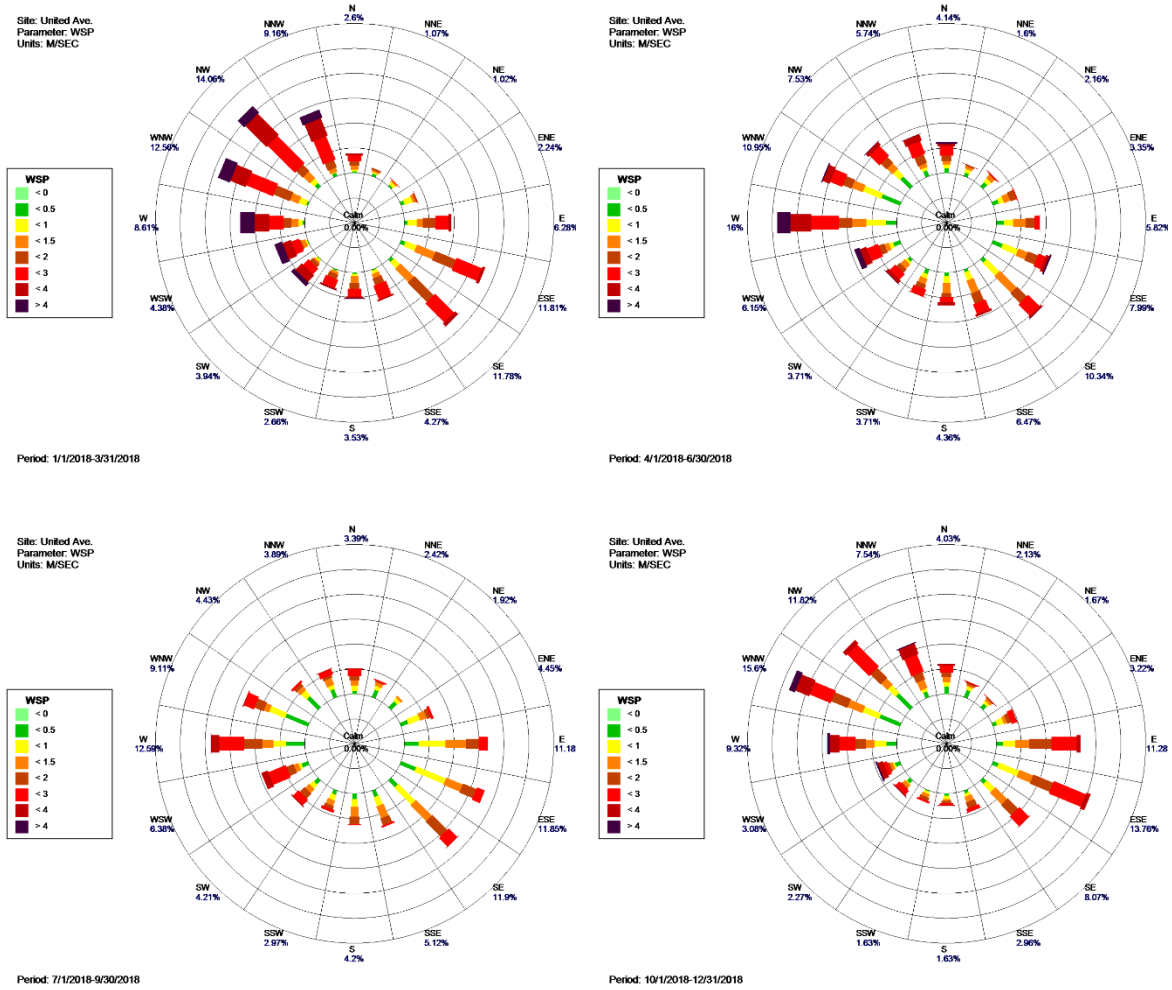 Site: United Ave.
Parameter: WSP
Units: M/SEC
N
2.6%
NNE
1.07%
NE
1.02%
ENE
2.24%
E
6.28%
ESE
11.81%
SE
11.78%
SSE
4.27%
S
3.53%
SSW
2.66%
SW
3.94%
WSW
4.38%
W
8.61%
WNW
12.56%
NW
14.06%
NNW
9.16%
Calm
0.00%
WSP
< 0
< 0.5
< 1
< 1.5
< 2
< 3
< 4
> 4
Period: 1/1/2018-3/31/2018
Site: United Ave.
Parameter: WSP
Units: M/SEC
N
4.14%
NNE
1.6%
NE
2.16%
ENE
3.35%
E
5.82%
ESE
7.99%
SE
10.34%
SSE
6.47%
S
4.36%
SSW
3.71%
SW
3.71%
WSW
6.15%
W
16%
WNW
10.95%
NW
7.53%
NNW
5.74%
Calm
0.00%
WSP
< 0
< 0.5
< 1
< 1.5
< 2
< 3
< 4
> 4
Period: 4/1/2018-6/30/2018
Site: United Ave.
Parameter: WSP
Units: M/SEC
N
3.39%
NNE
2.42%
NE
1.92%
ENE
4.45%
E
11.18
ESE
11.85%
SE
11.9%
SSE
5.12%
S
4.2%
SSW
2.97%
SW
4.21%
WSW
6.38%
W
12.59%
WNW
9.11%
NW
4.43%
NNW
3.89%
Calm
0.00%
WSP
< 0
< 0.5
< 1
< 1.5
< 2
< 3
< 4
> 4
Period: 7/1/2018-9/30/2018
Site: United Ave.
Parameter: WSP
Units: M/SEC
N
4.03%
NNE
2.13%
NE
1.67%
ENE
3.22%
E
11.28
ESE
13.76%
SE
8.07%
SSE
2.96%
S
1.63%
SSW
1.63%
SW
2.27%
WSW
3.08%
W
9.32%
WNW
15.6%
NW
11.82%
NNW
7.54%
Calm
0.00%
WSP
< 0
< 0.5
< 1
< 1.5
< 2
< 3
< 4
> 4
Period: 10/1/2018-12/31/2018